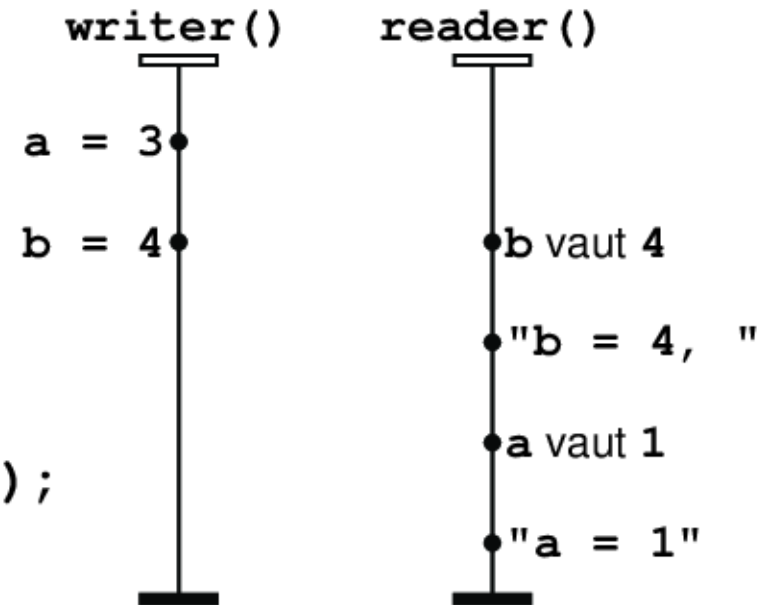 writer() reader()
a = 3
b = 4 b vaut 4
"b = 4, "
a vaut 1
);
"a = 1"